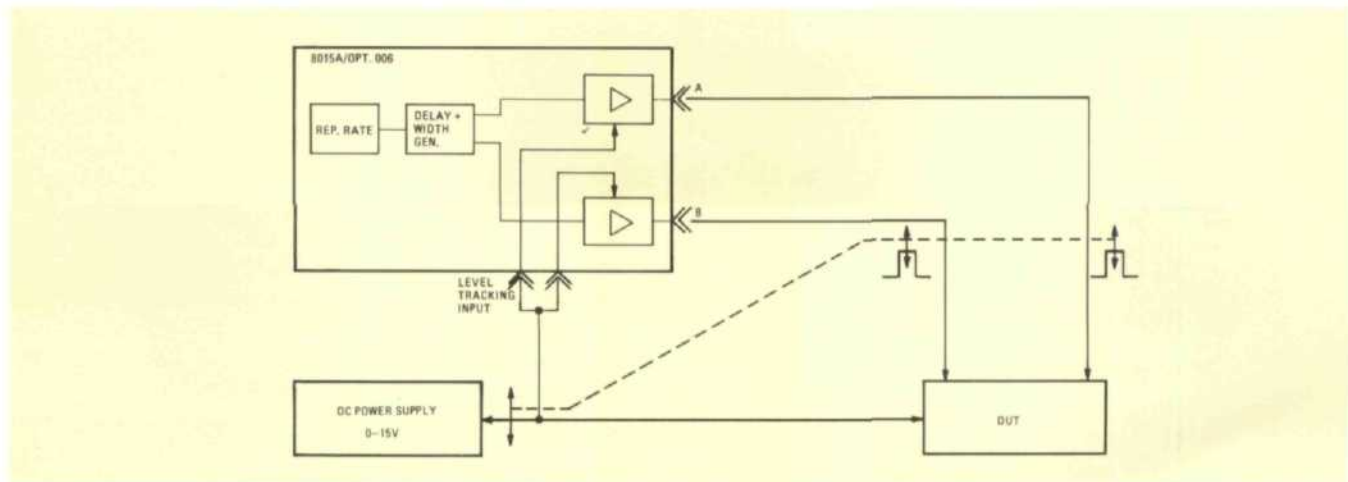 8015A/OPT. 006
REP. RATE
DELAY +
WIDTH
GEN.
A
B
LEVEL
TRACKING
INPUT
DC POWER SUPPLY
0-15V
DUT